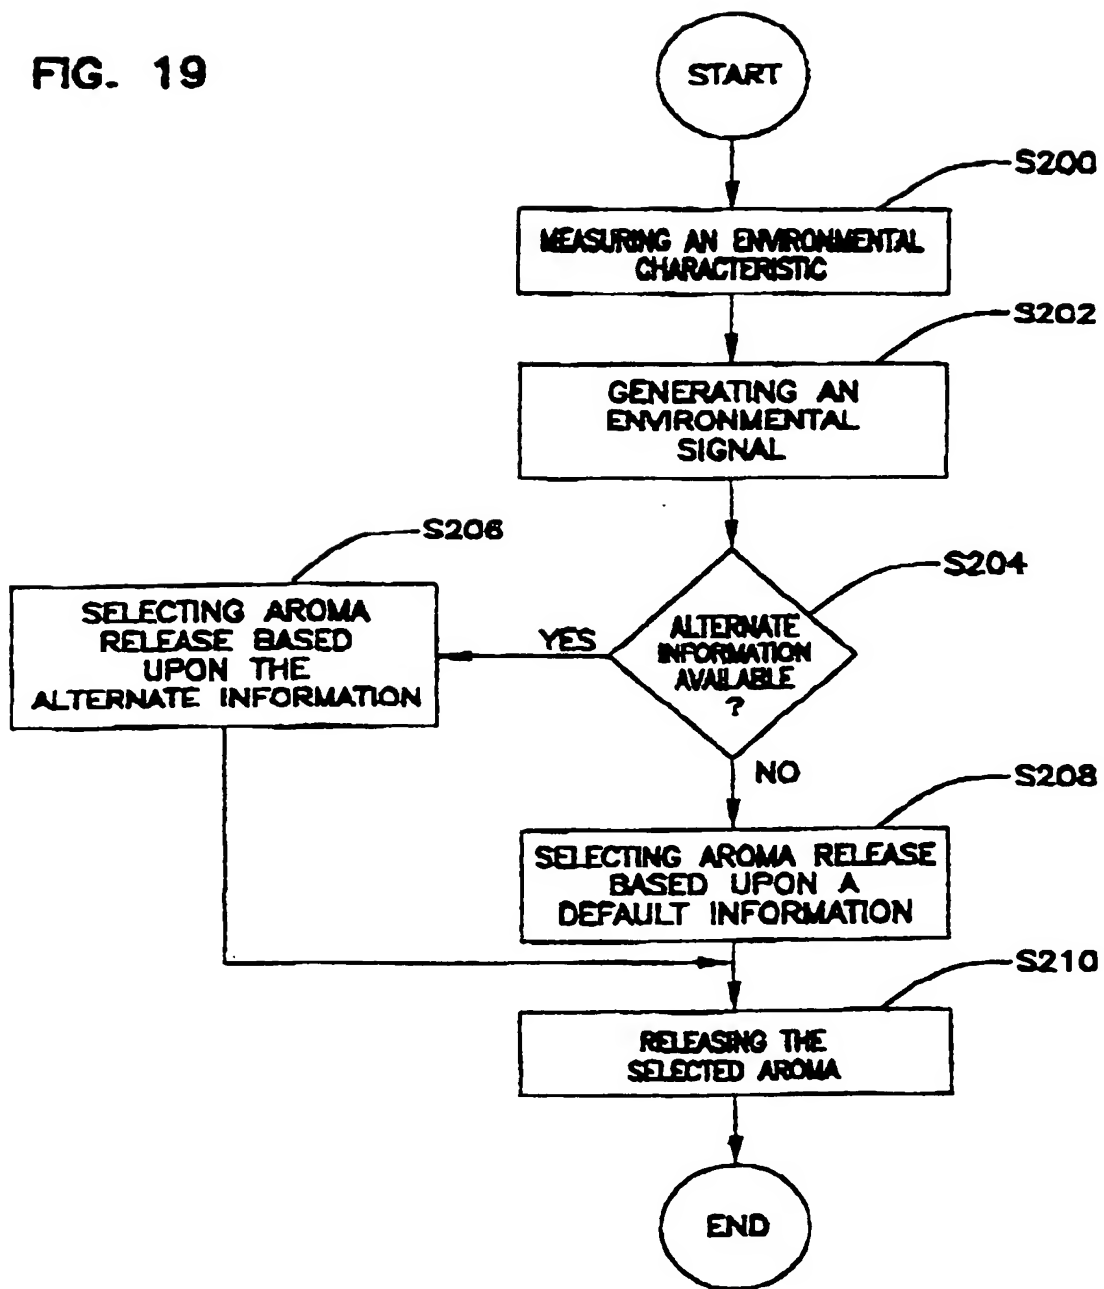 FIG. 19
START
S200
MEASURING AN ENVIRONMENTAL
CHARACTERISTIC
S202
GENERATING AN
ENVIRONMENTAL
SIGNAL
S206
S204
SELECTING AROMA
RELEASE BASED
UPON THE
ALTERNATE INFORMATION
YES
ALTERNATE
INFORMATION
AVAILABLE
?
NO
S208
SELECTING AROMA RELEASE
BASED UPON A
DEFAULT INFORMATION
S210
RELEASING THE
SELECTED AROMA
END